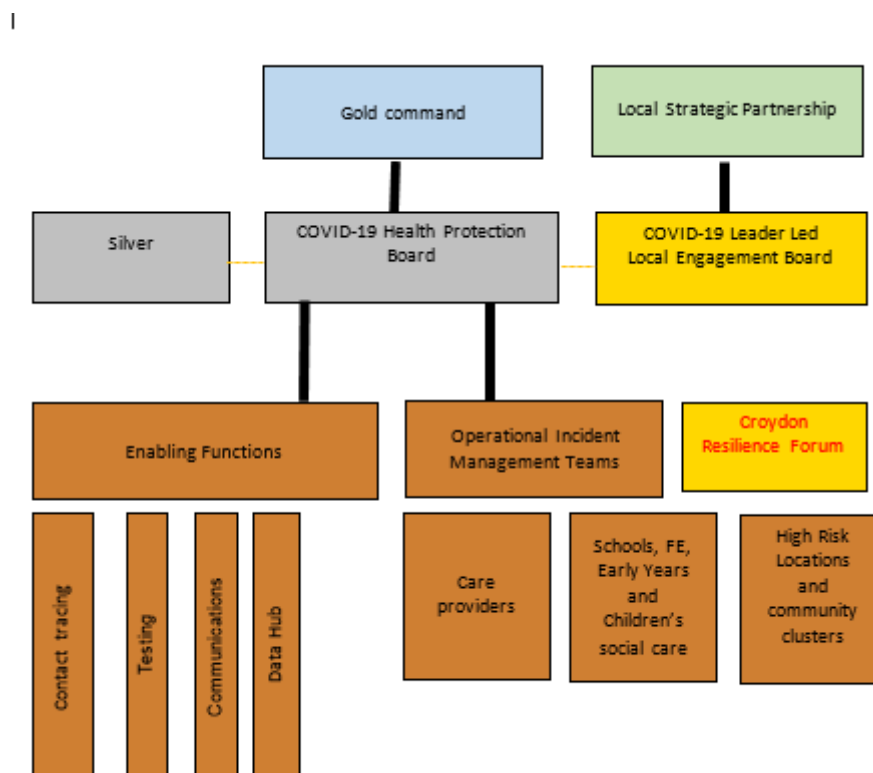 I
Gold command
Local Strategic Partnership
Silver
COVID-19 Health Protection
Board
COVID-19 Leader Led
Local Engagement Board
Enabling Functions
Operational Incident
Management Teams
Croydon
Resilience Forum
Contact tracing
Testing
Communications
Data Hub
Care
providers
Schools, FE,
Early Years
and
Children's
social care
High Risk
Locations
and
community
clusters